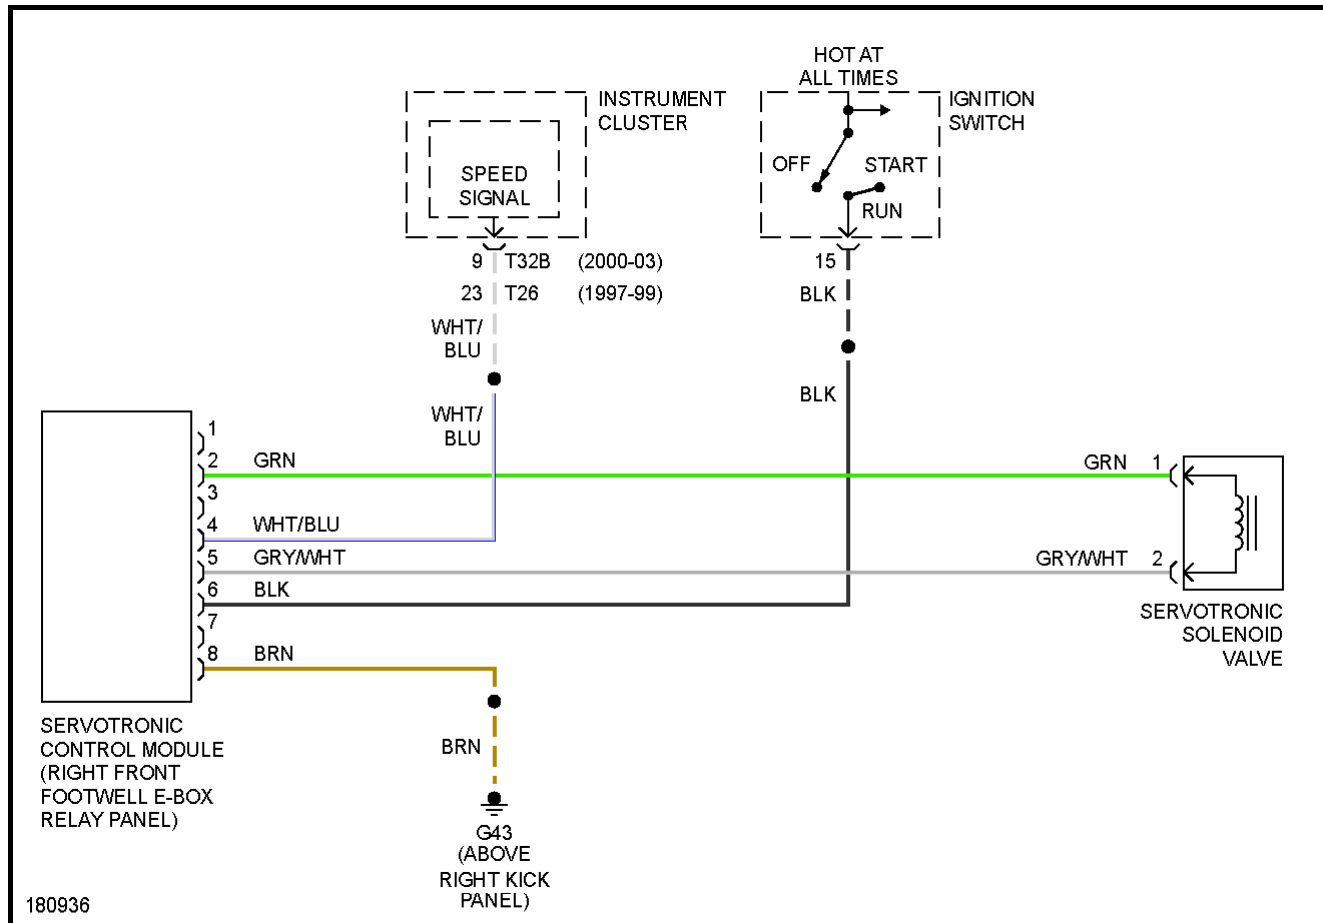 HOT AT
ALL TIMES
INSTRUMENT
CLUSTER
IGNITION
SWITCH
SPEED
SIGNAL
OFF
START
RUN
9 T32B (2000-03)
23 T26 (1997-99)
15
BLK
WHT/
BLU
BLK
WHT/
BLU
1
2 GRN
3
4 WHT/BLU
5 GRY/WHT
6 BLK
7
8 BRN
GRN 1
GRY/WHT 2
SERVOTRONIC
SOLENOID
VALVE
SERVOTRONIC
CONTROL MODULE
(RIGHT FRONT
FOOTWELL E-BOX
RELAY PANEL)
BRN
G43
(ABOVE
RIGHT KICK
PANEL)
180936